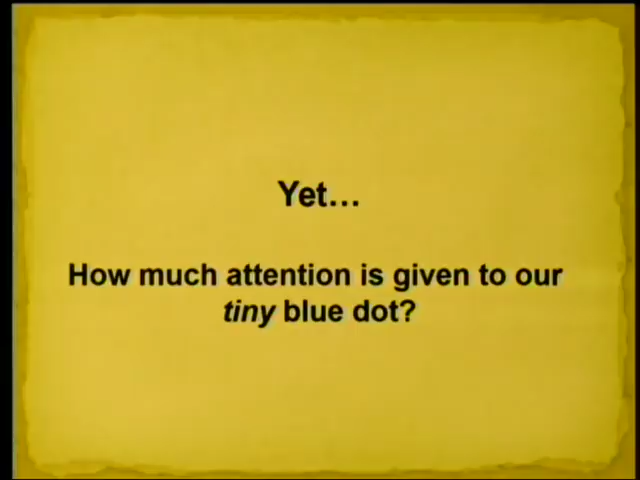 Yet…
How much attention is given to our
tiny blue dot?